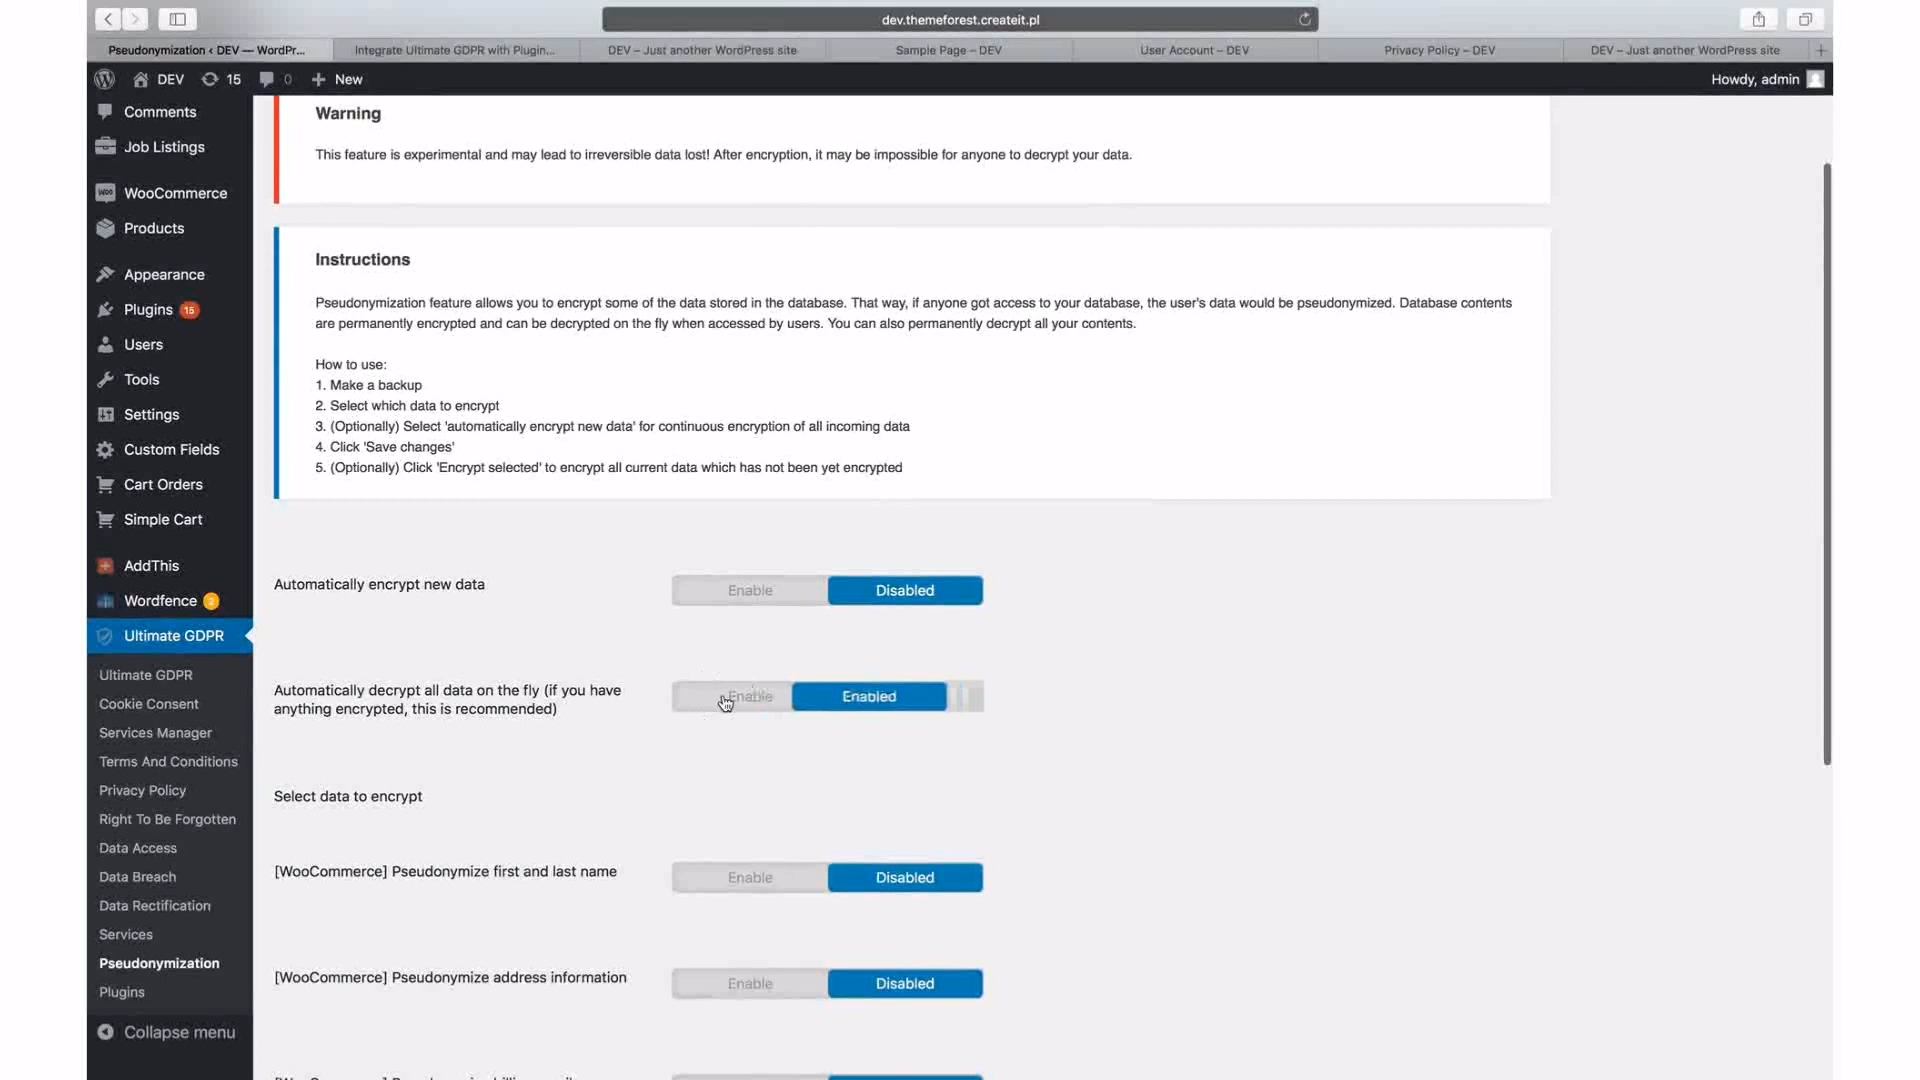 dev.themeforest.createit.pl
Pseudonymization ‹ DEV — WordPr...
Integrate Ultimate GDPR with Plugin...
DEV – Just another WordPress site
Sample Page – DEV
User Account – DEV
Privacy Policy – DEV
DEV – Just another WordPress site
DEV
15
0
New
Howdy, admin
Comments
Job Listings
WooCommerce
Products
Appearance
Plugins 15
Users
Tools
Settings
Custom Fields
Cart Orders
Simple Cart
AddThis
Wordfence 2
Ultimate GDPR
Ultimate GDPR
Cookie Consent
Services Manager
Terms And Conditions
Privacy Policy
Right To Be Forgotten
Data Access
Data Breach
Data Rectification
Services
Pseudonymization
Plugins
Collapse menu
Warning
This feature is experimental and may lead to irreversible data lost! After encryption, it may be impossible for anyone to decrypt your data.
Instructions
Pseudonymization feature allows you to encrypt some of the data stored in the database. That way, if anyone got access to your database, the user's data would be pseudonymized. Database contents
are permanently encrypted and can be decrypted on the fly when accessed by users. You can also permanently decrypt all your contents.
How to use:
1. Make a backup
2. Select which data to encrypt
3. (Optionally) Select 'automatically encrypt new data' for continuous encryption of all incoming data
4. Click 'Save changes'
5. (Optionally) Click 'Encrypt selected' to encrypt all current data which has not been yet encrypted
Automatically encrypt new data
Enable
Disabled
Automatically decrypt all data on the fly (if you have
anything encrypted, this is recommended)
Enable
Enabled
Select data to encrypt
[WooCommerce] Pseudonymize first and last name
Enable
Disabled
[WooCommerce] Pseudonymize address information
Enable
Disabled